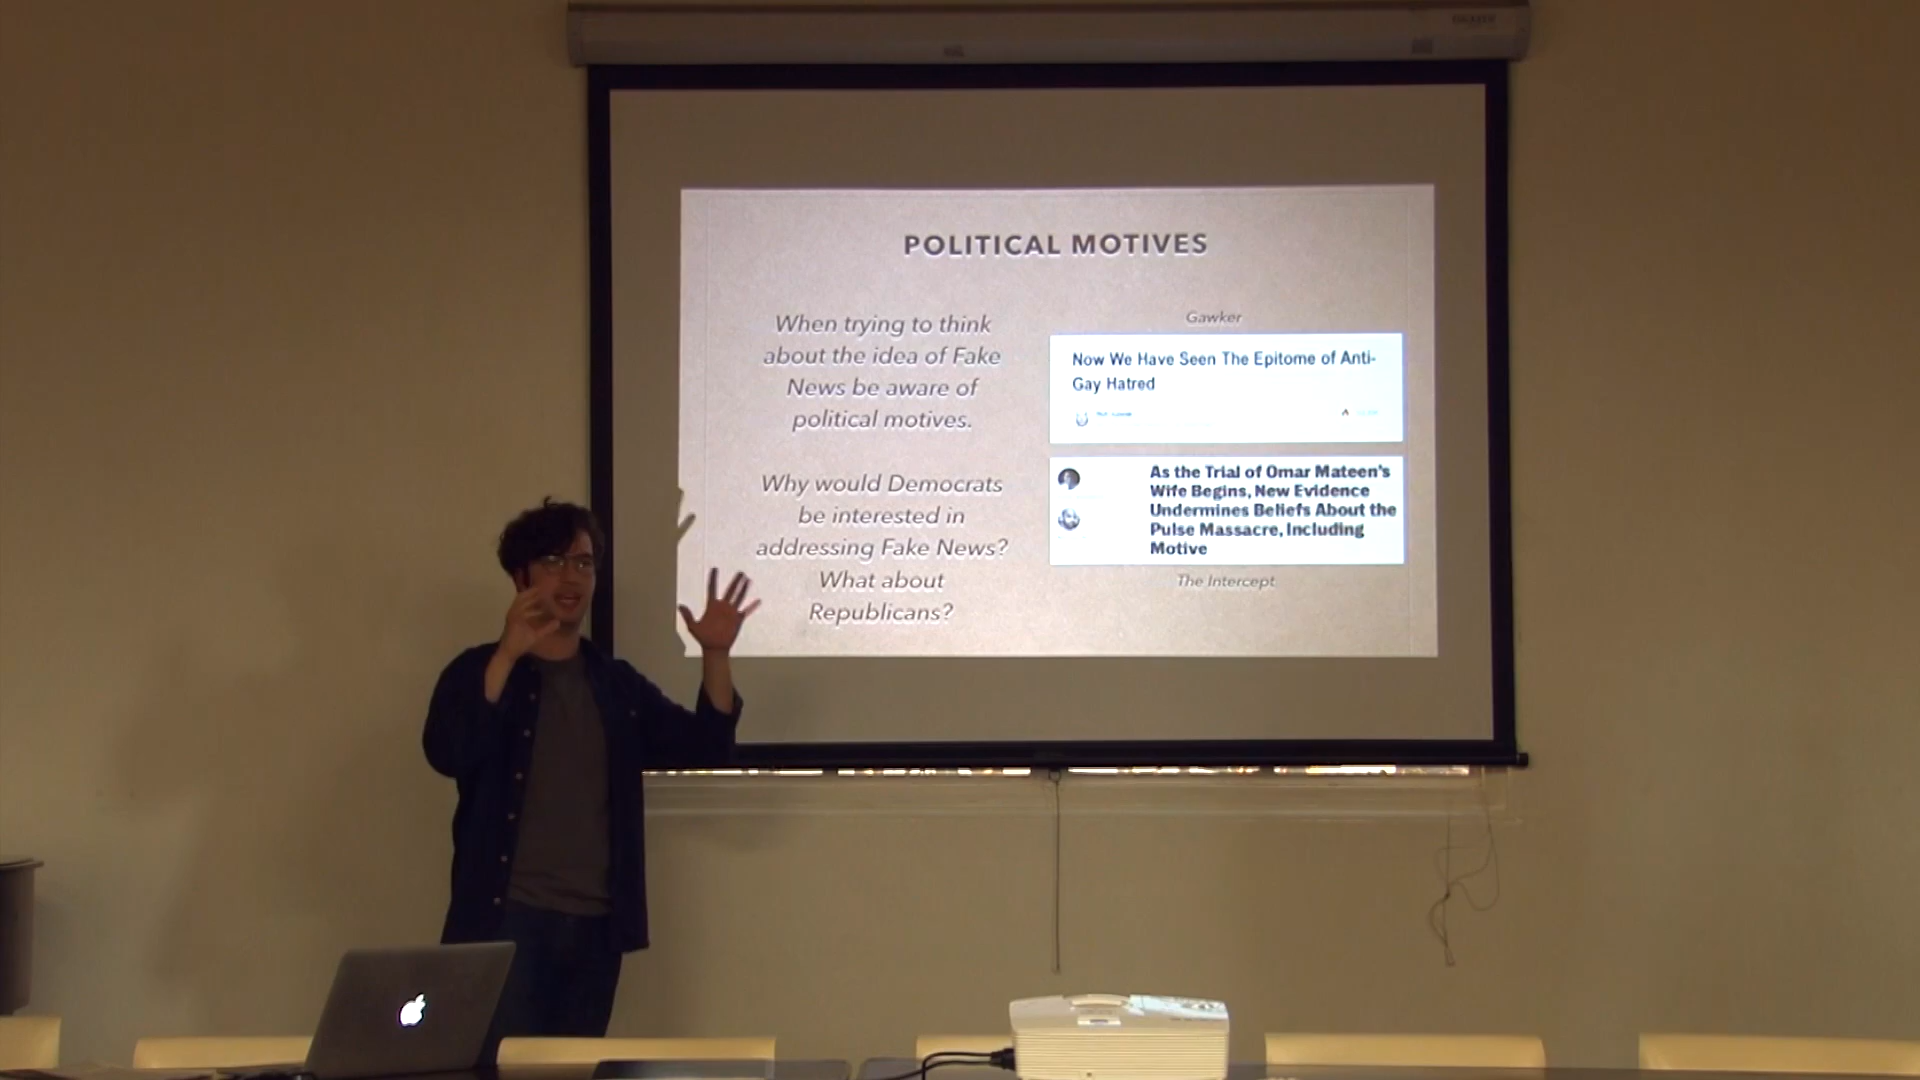 POLITICAL MOTIVES
When trying to think
about the idea of Fake
News be aware of
political motives.
Why would Democrats
be interested in
addressing Fake News?
What about
Republicans?
Gawker
Now We Have Seen The Epitome of Anti-
Gay Hatred
As the Trial of Omar Mateen's
Wife Begins, New Evidence
Undermines Beliefs About the
Pulse Massacre, Including
Motive
The Intercept